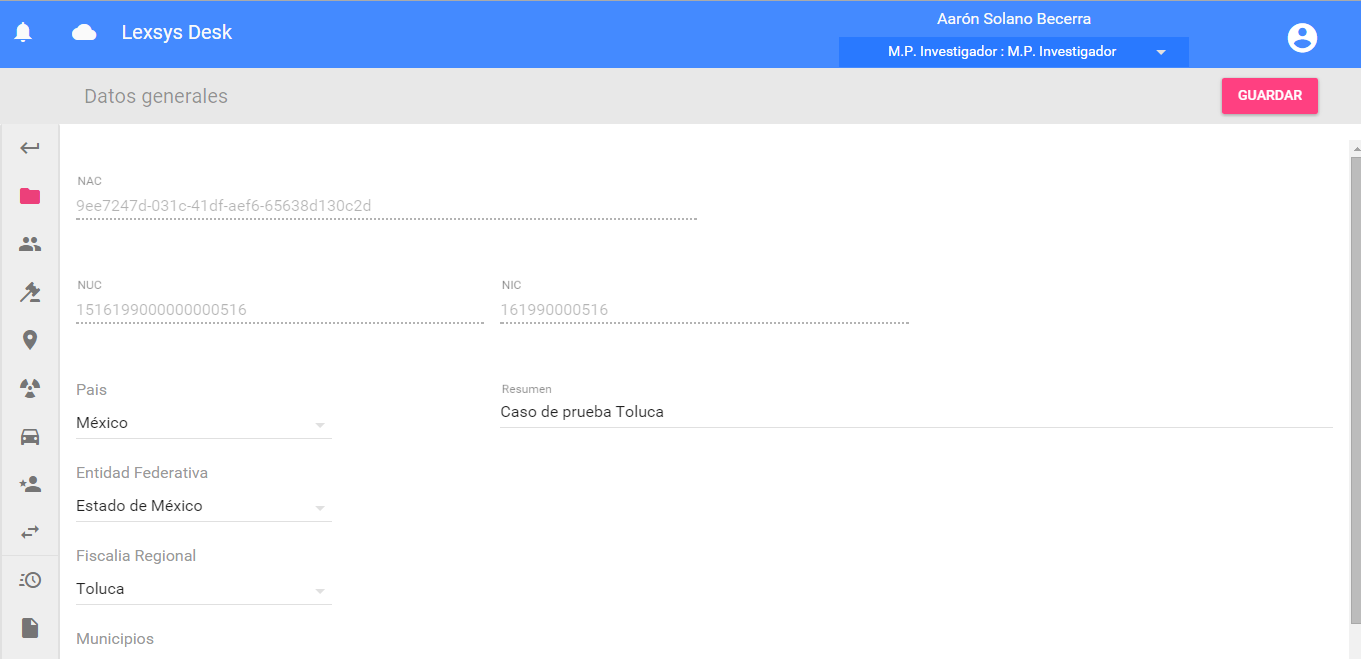 Lexsys Desk
Aarón Solano Becerra
M.P. Investigador : M.P. Investigador
Datos generales
GUARDAR
NAC
9ee7247d-031c-41df-aef6-65638d130c2d
NUC
NIC
1516199000000000516
161990000516
Pais
Resumen
México
Caso de prueba Toluca
Entidad Federativa
Estado de México
Fiscalia Regional
Toluca
Municipios